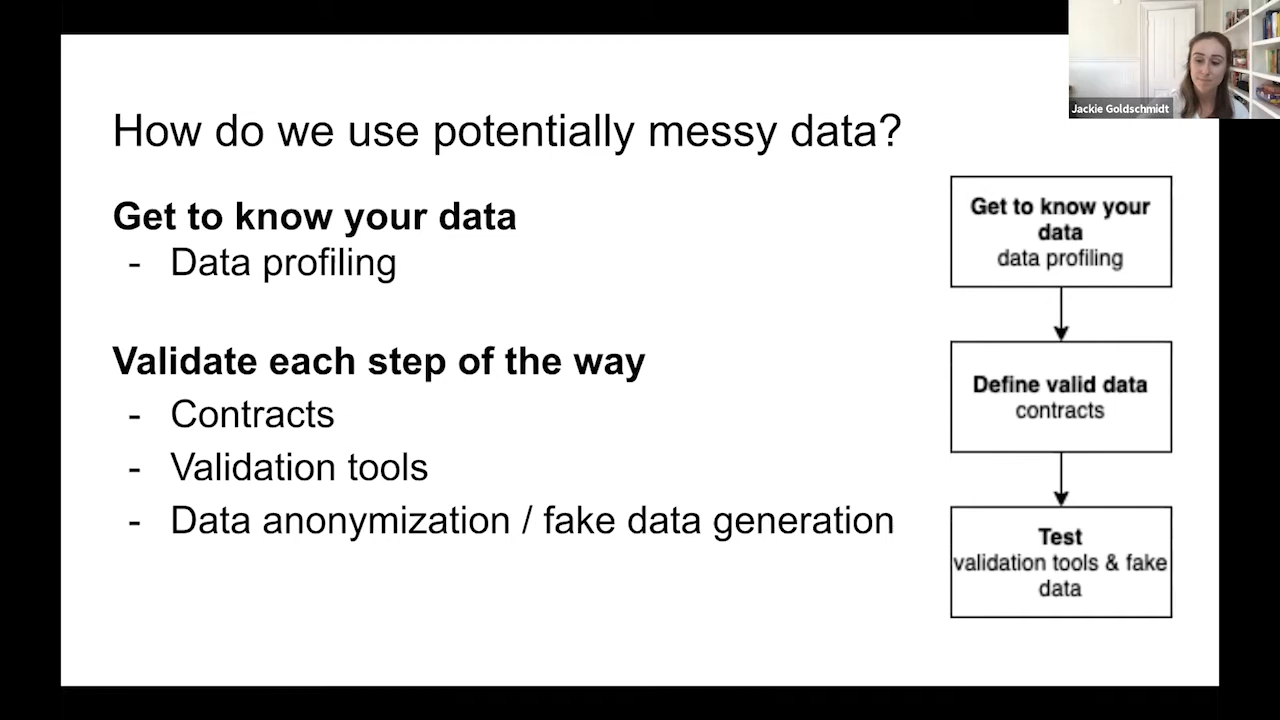 Jackie Goldschmidt
How do we use potentially messy data?
Get to know your data
- Data profiling
Validate each step of the way
- Contracts
- Validation tools
- Data anonymization / fake data generation
Get to know your
data
data profiling
Define valid data
contracts
Test
validation tools & fake
data